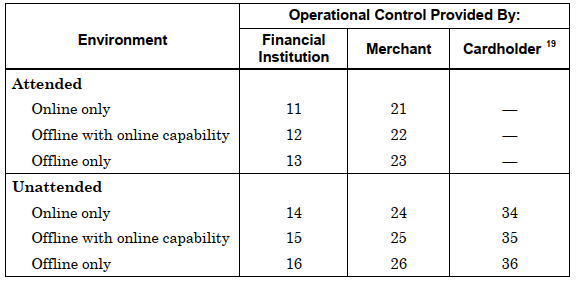 Environment
Operational Control Provided By:
Financial Institution
Merchant
Cardholder 19
Attended
Online only 11 21 —
Offline with online capability 12 22 —
Offline only 13 23 —
Unattended
Online only 14 24 34
Offline with online capability 15 25 35
Offline only 16 26 36